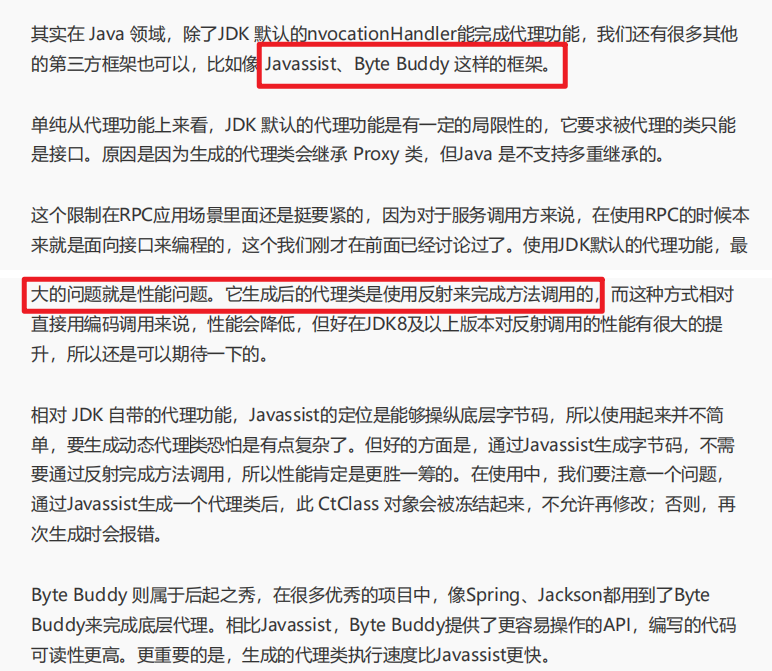 其实在 Java 领域，除了JDK 默认的nvocationHandler能完成代理功能，我们还有很多其他
的第三方框架也可以，比如像 Javassist、Byte Buddy 这样的框架。
单纯从代理功能上来看，JDK 默认的代理功能是有一定的局限性的，它要求被代理的类只能
是接口。原因是因为生成的代理类会继承 Proxy 类，但Java 是不支持多重继承的。
这个限制在RPC应用场景里面还是挺要紧的，因为对于服务调用方来说，在使用RPC的时候本
来就是面向接口来编程的，这个我们刚才在前面已经讨论过了。使用JDK默认的代理功能，最
大的问题就是性能问题。它生成后的代理类是使用反射来完成方法调用的，而这种方式相对
直接用编码调用来说，性能会降低，但好在JDK8及以上版本对反射调用的性能有很大的提
升，所以还是可以期待一下的。
相对 JDK 自带的代理功能，Javassist的定位是能够操纵底层字节码，所以使用起来并不简
单，要生成动态代理类恐怕是有点复杂了。但好的方面是，通过Javassist生成字节码，不需
要通过反射完成方法调用，所以性能肯定是更胜一筹的。在使用中，我们要注意一个问题，
通过Javassist生成一个代理类后，此 CtClass 对象会被冻结起来，不允许再修改；否则，再
次生成时会报错。
Byte Buddy 则属于后起之秀，在很多优秀的项目中，像Spring、Jackson都用到了Byte
Buddy来完成底层代理。相比Javassist，Byte Buddy提供了更容易操作的API，编写的代码
可读性更高。更重要的是，生成的代理类执行速度比Javassist更快。